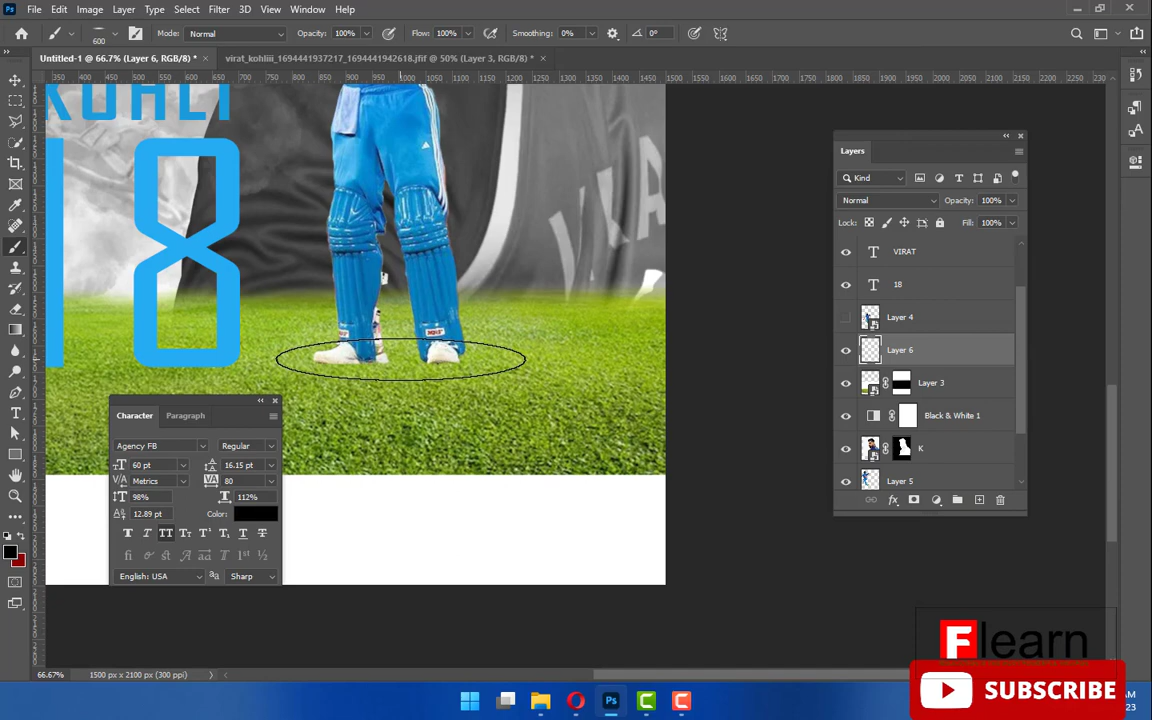 File Edit Image Layer Type Select Filter 3D View Window Help
600 Mode: Normal Opacity: 100% Flow: 100% Smoothing: 0% 0°
Untitled-1 @ 66.7% (Layer 6, RGB/8) * × virat_kohliii_1694441937217_1694441942618.jfif @ 50% (Layer 3, RGB/8) * ×
KOHLI
18
Layers
Kind
Normal Opacity: 100%
Lock: Fill: 100%
VIRAT
18
Layer 4
Layer 6
Layer 3
Black & White 1
K
Layer 5
Character Paragraph
Agency FB Regular
60 pt 16.15 pt
Metrics 80
98% 112%
12.89 pt Color:
English: USA Sharp
66.67% 1500 px x 2100 px (300 ppi)
Flearn
SUBSCRIBE